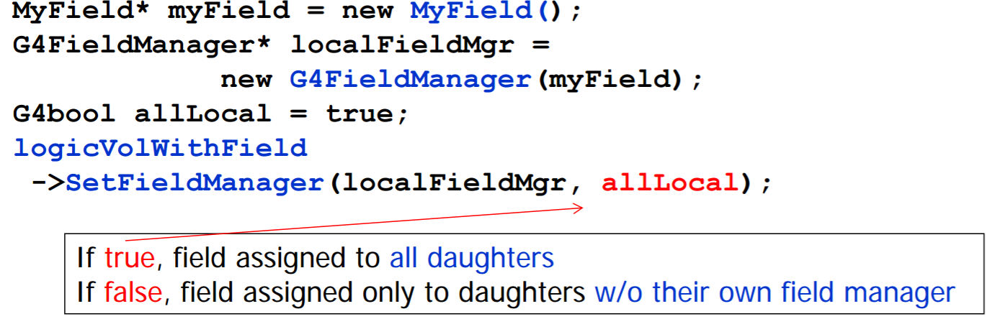 MyField* myField = new MyField();
G4FieldManager* localFieldMgr =
new G4FieldManager(myField);
G4bool allLocal = true;
logicVolWithField
->SetFieldManager(localFieldMgr, allLocal);
If true, field assigned to all daughters
If false, field assigned only to daughters w/o their own field manager